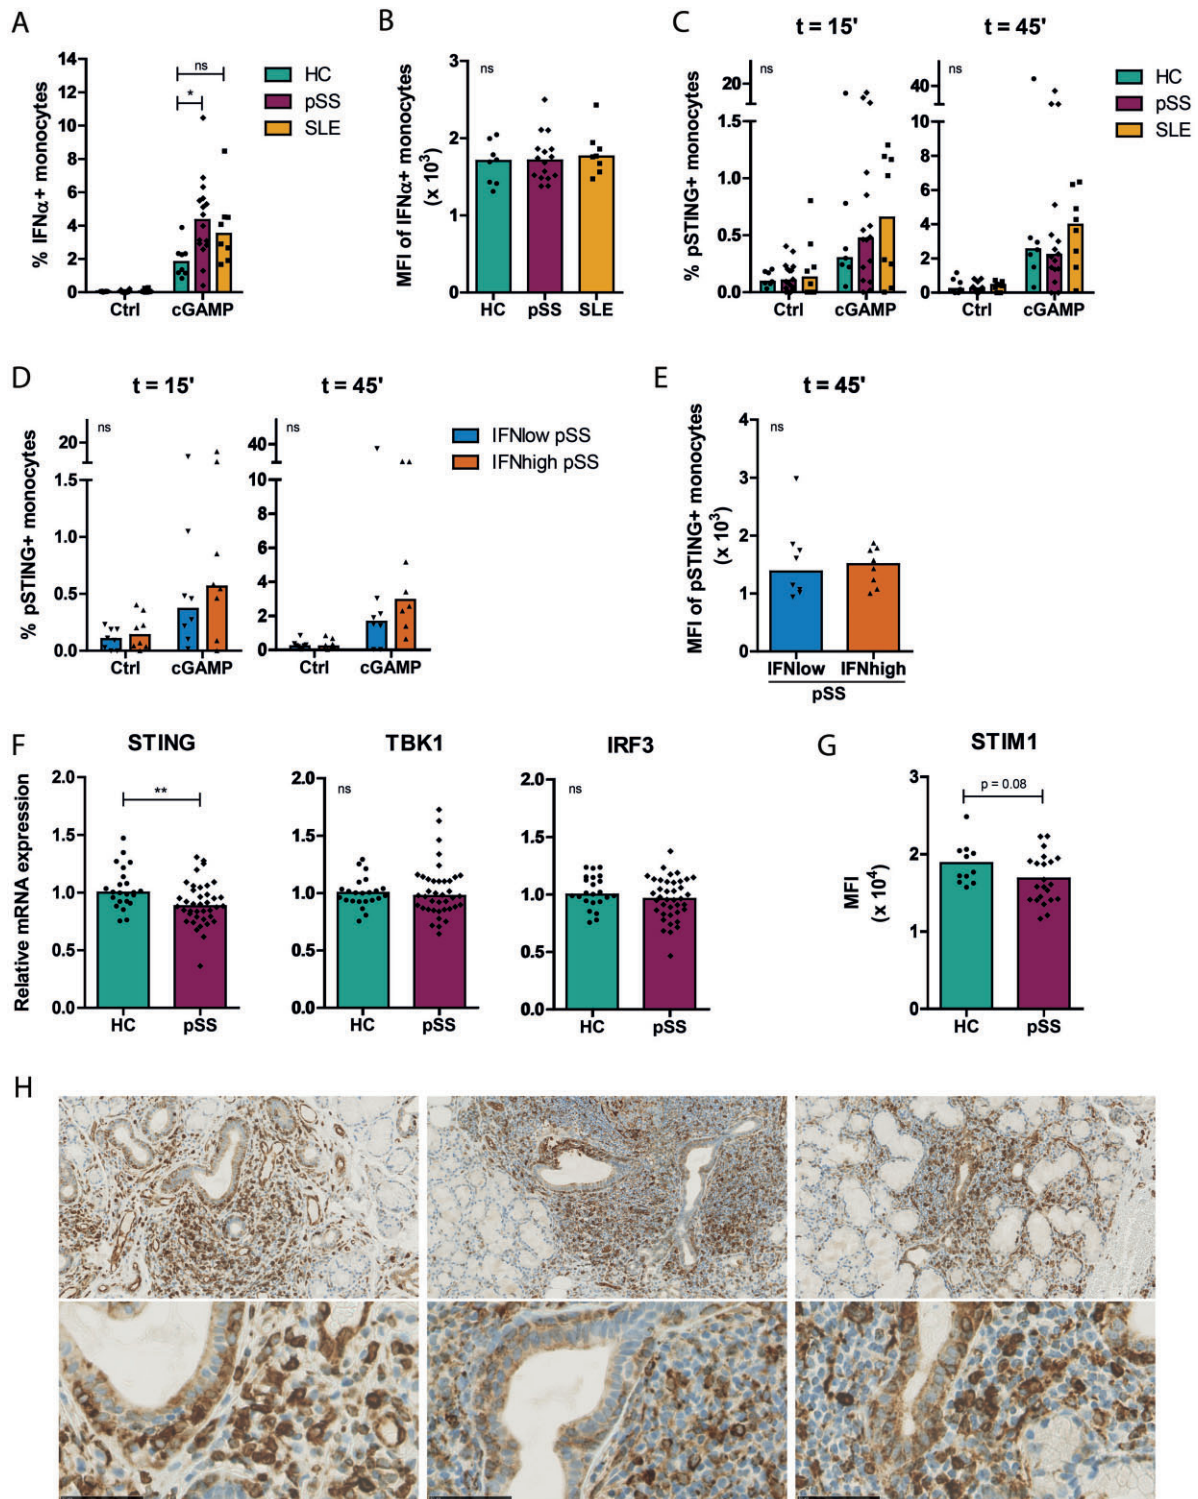 A
14
12
10
8
6
4
2
0
% IFNα+ monocytes
ns
*
Ctrl
cGAMP
HC
pSS
SLE
B
3
2
1
0
MFI of IFNα+ monocytes
(x 10³)
ns
HC
pSS
SLE
C
t = 15'
t = 45'
% pSTING+ monocytes
20
1.5
1.0
0.5
0.0
ns
Ctrl
cGAMP
40
10
8
6
4
2
0
ns
Ctrl
cGAMP
HC
pSS
SLE
D
t = 15'
t = 45'
% pSTING+ monocytes
20
1.5
1.0
0.5
0.0
ns
Ctrl
cGAMP
40
10
8
6
4
2
0
ns
Ctrl
cGAMP
IFNlow pSS
IFNhigh pSS
E
t = 45'
MFI of pSTING+ monocytes
(x 10³)
4
3
2
1
0
ns
IFNlow
IFNhigh
pSS
F
STING
Relative mRNA expression
2.0
1.5
1.0
0.5
0.0
**
HC
pSS
TBK1
2.0
1.5
1.0
0.5
0.0
ns
HC
pSS
IRF3
2.0
1.5
1.0
0.5
0.0
ns
HC
pSS
G
STIM1
MFI
(x 10⁴)
3
2
1
0
p = 0.08
HC
pSS
H